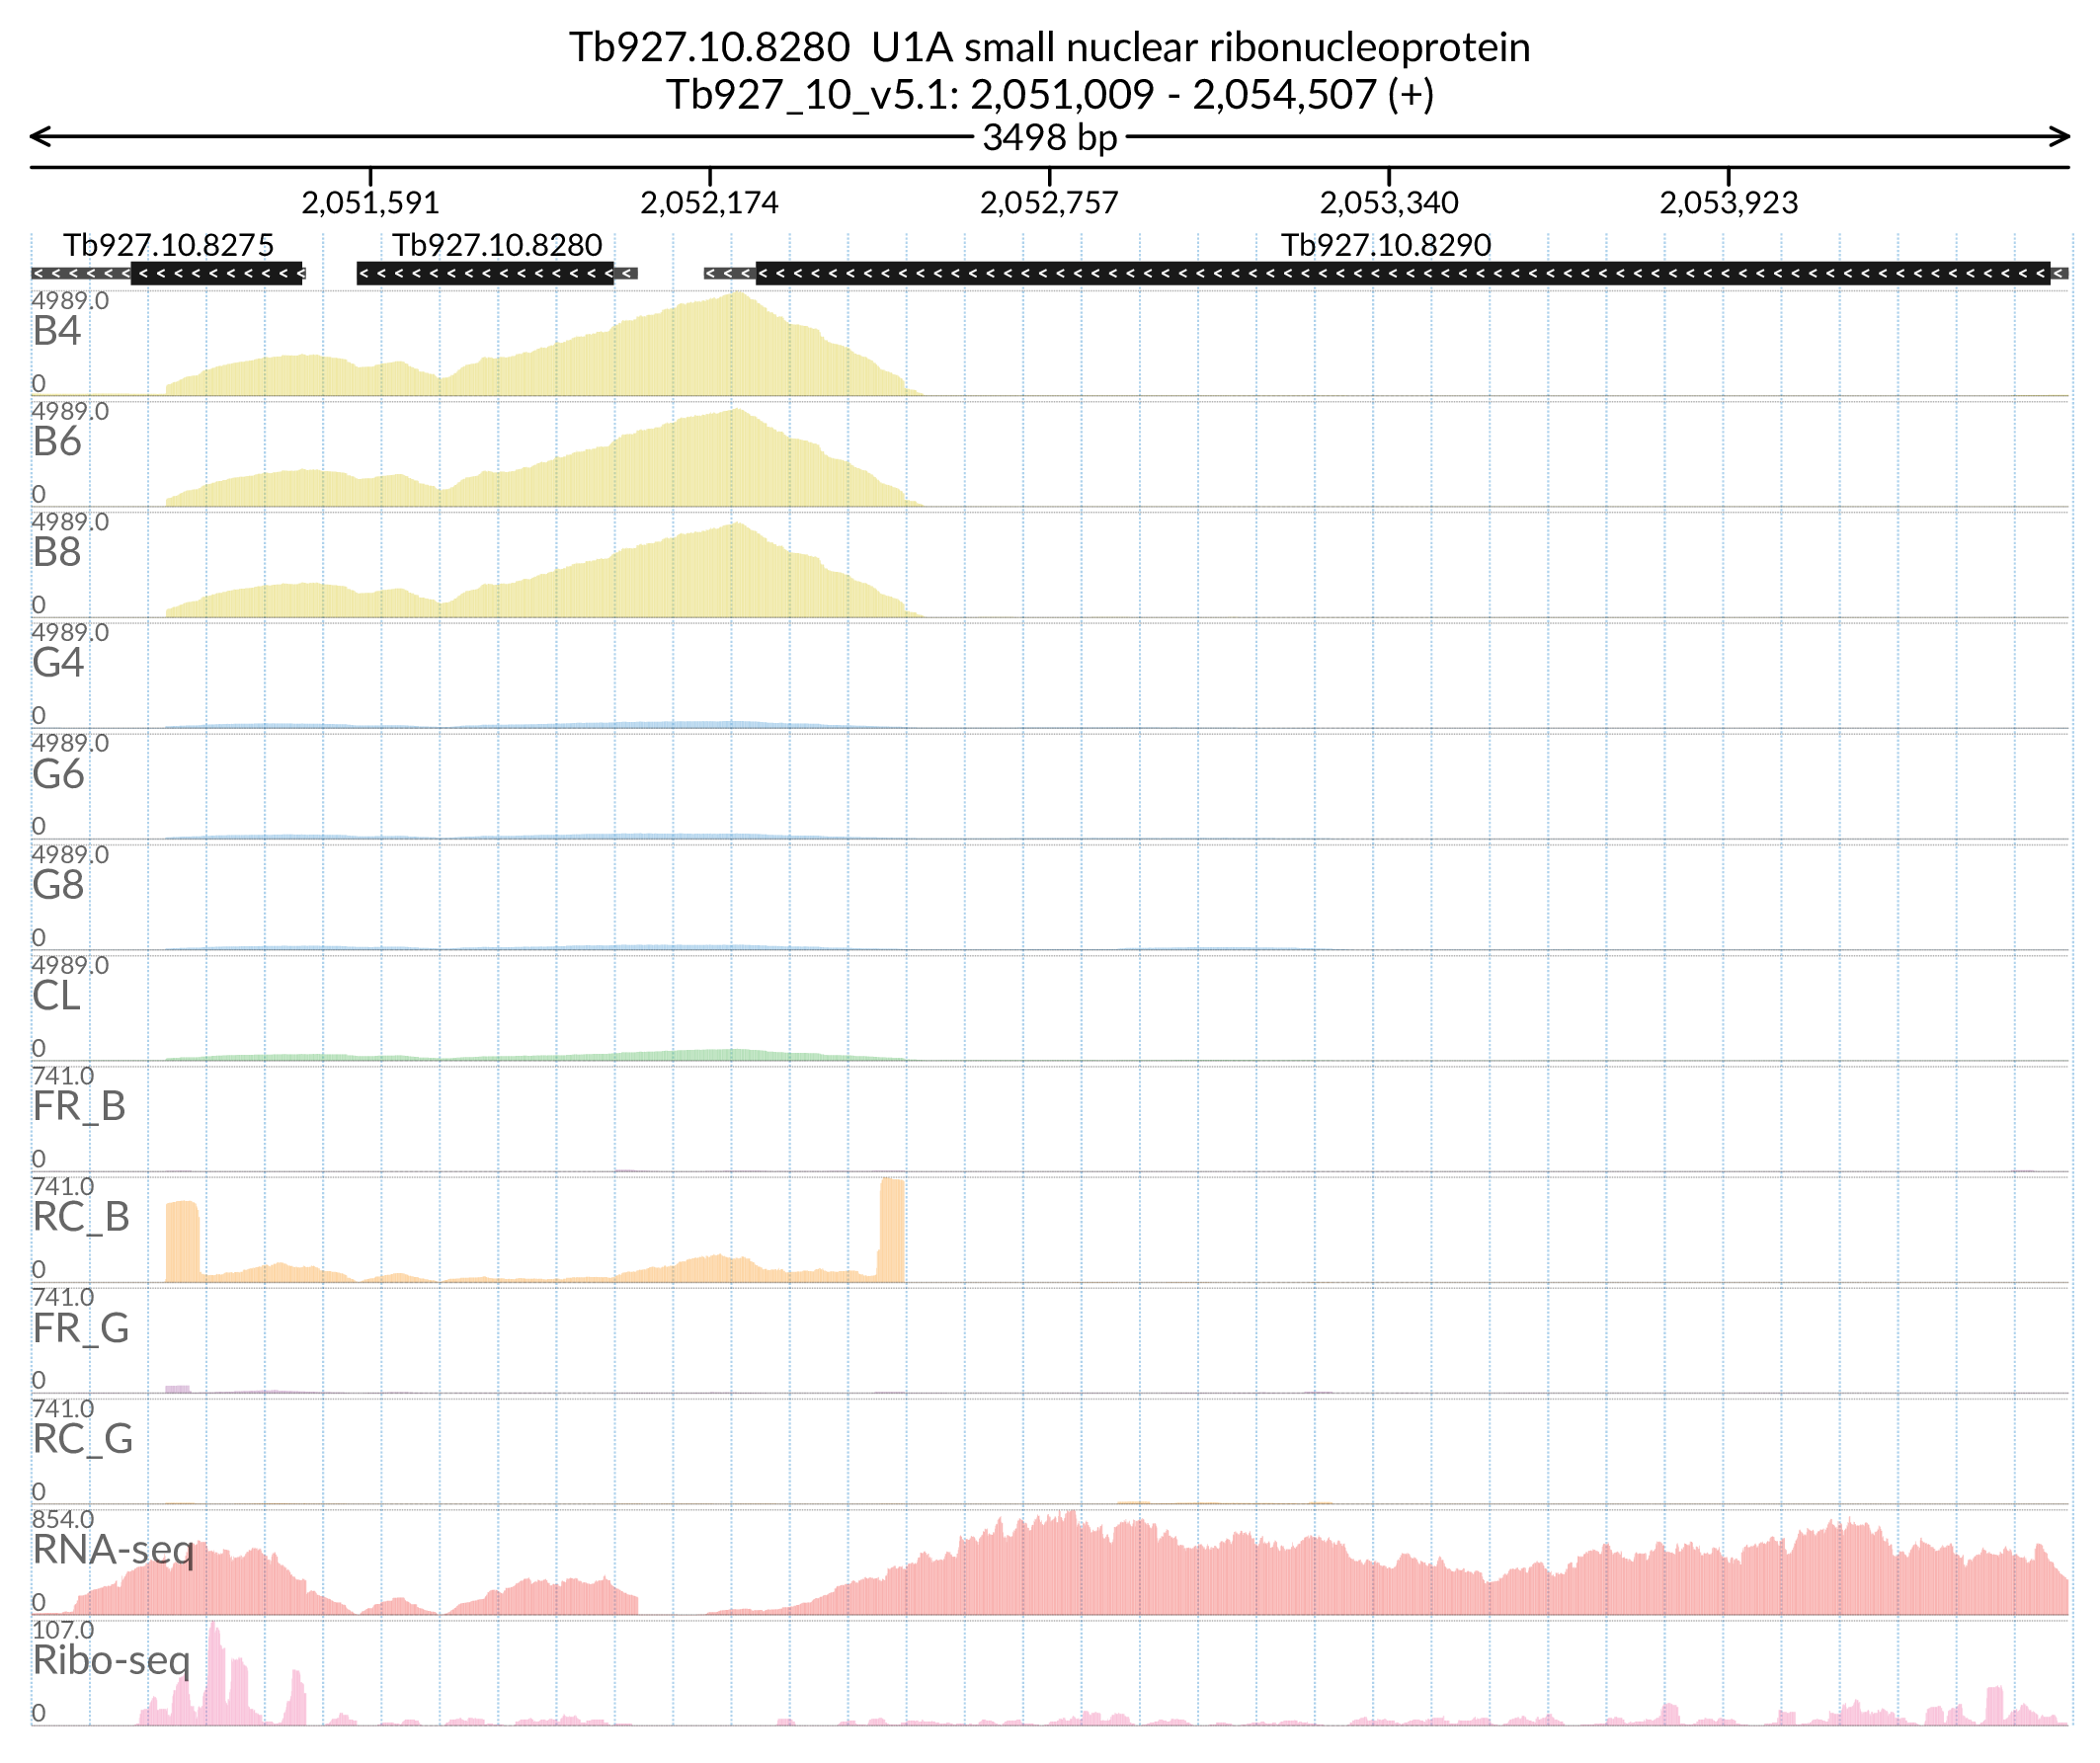 Tb927.10.8280  U1A small nuclear ribonucleoprotein
Tb927_10_v5.1: 2,051,009 - 2,054,507 (+)
3498 bp
2,051,591 2,052,174 2,052,757 2,053,340 2,053,923
Tb927.10.8275 Tb927.10.8280 Tb927.10.8290
4989.0
B4
0
4989.0
B6
0
4989.0
B8
0
4989.0
G4
0
4989.0
G6
0
4989.0
G8
0
4989.0
CL
0
741.0
FR_B
0
741.0
RC_B
0
741.0
FR_G
0
741.0
RC_G
0
854.0
RNA-seq
0
107.0
Ribo-seq
0